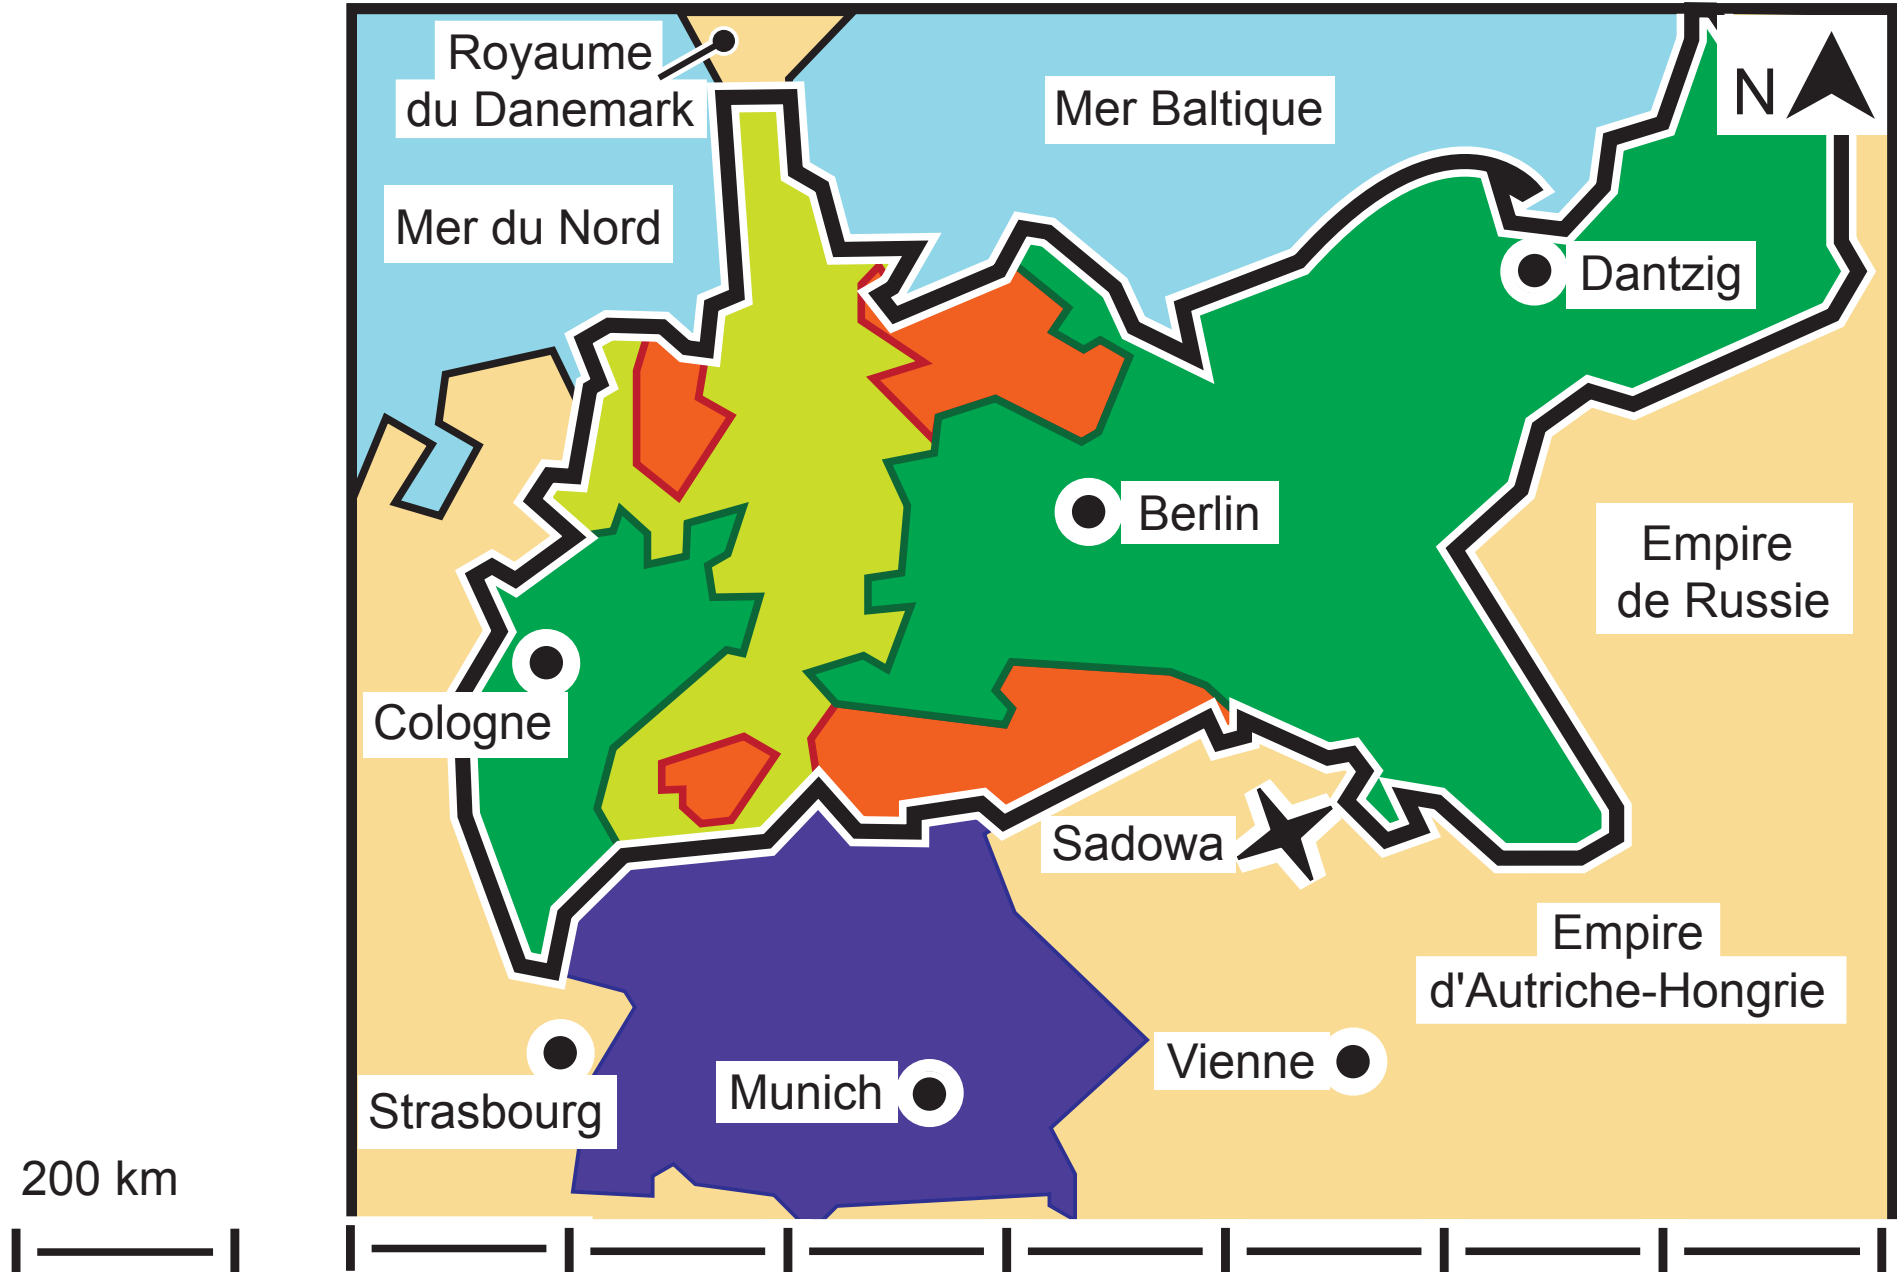 Royaume
du Danemark
Mer Baltique
N
Mer du Nord
Dantzig
Berlin
Empire
de Russie
Cologne
Sadowa
Empire
d'Autriche-Hongrie
Vienne
Munich
Strasbourg
200 km